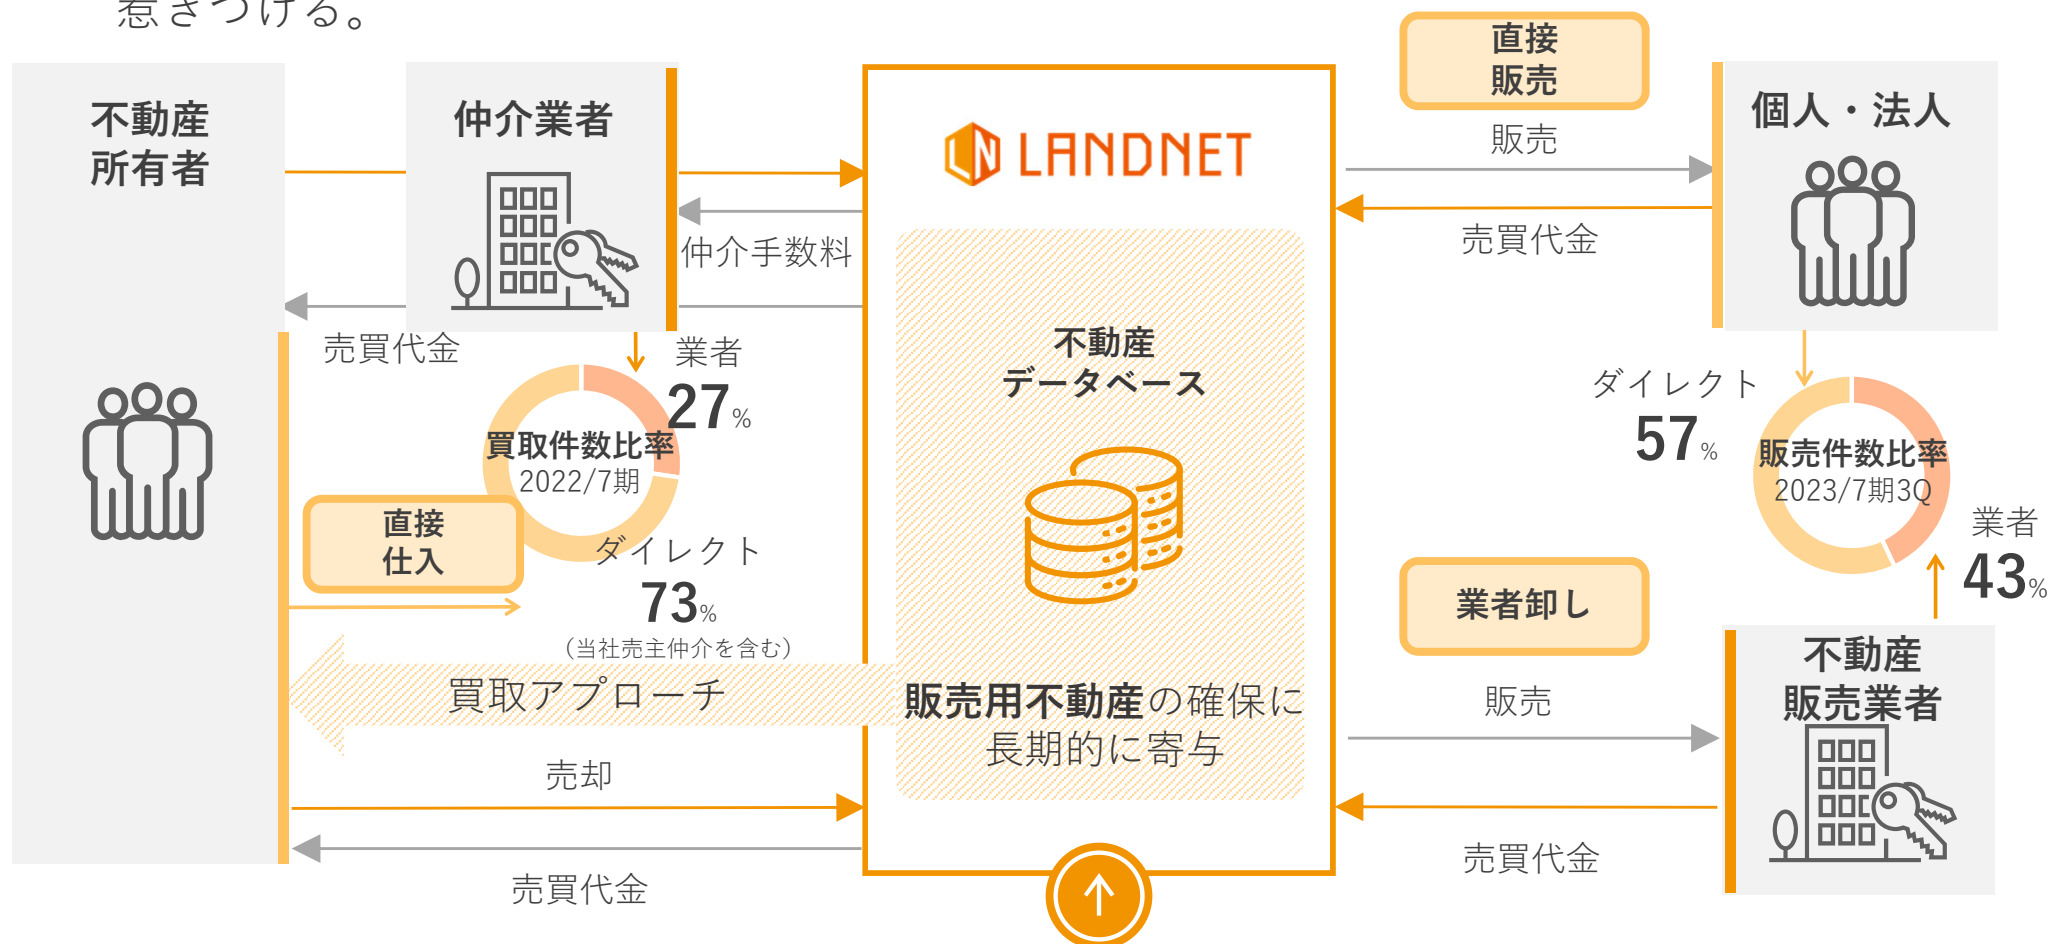 惹きつける。
不動産
所有者
仲介業者
仲介手数料
売買代金
業者
27%
買取件数比率
2022/7期
直接
仕入
ダイレクト
73%
（当社売主仲介を含む）
買取アプローチ
売却
売買代金
LANDNET
不動産
データベース
販売用不動産の確保に
長期的に寄与
直接
販売
販売
売買代金
個人・法人
ダイレクト
57%
販売件数比率
2023/7期3Q
業者
43%
業者卸し
販売
売買代金
不動産
販売業者